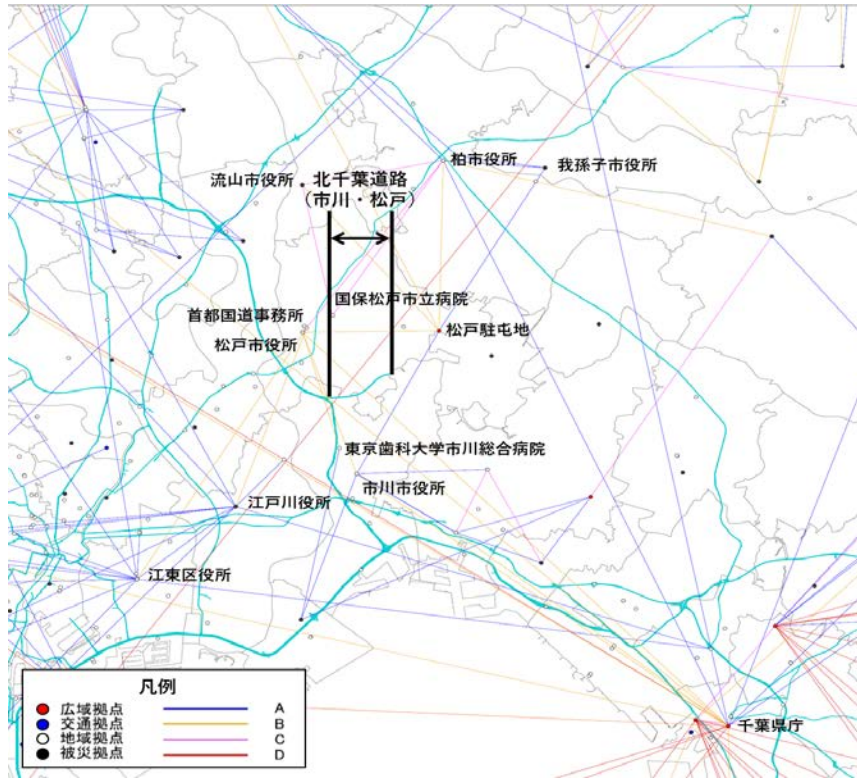 柏市役所
我孫子市役所
流山市役所
北千葉道路
（市川・松戸）
国保松戸市立病院
首都国道事務所
松戸市役所
松戸駐屯地
東京歯科大学市川総合病院
市川市役所
江戸川役所
江東区役所
千葉県庁
凡例
広域拠点 A
交通拠点 B
地域拠点 C
被災拠点 D